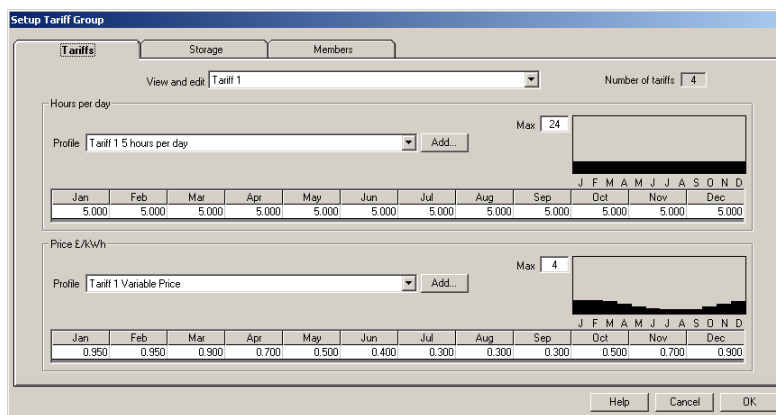 Setup Tariff Group
Tariffs Storage Members
View and edit Tariff 1 Number of tariffs 4
Hours per day
Max 24
Profile Tariff 1 5 hours per day Add...
J F M A M J J A S O N D
Jan Feb Mar Apr May Jun Jul Aug Sep Oct Nov Dec
5.000 5.000 5.000 5.000 5.000 5.000 5.000 5.000 5.000 5.000 5.000 5.000
Price £/kWh
Max 4
Profile Tariff 1 Variable Price Add...
J F M A M J J A S O N D
Jan Feb Mar Apr May Jun Jul Aug Sep Oct Nov Dec
0.950 0.950 0.900 0.700 0.500 0.400 0.300 0.300 0.300 0.500 0.700 0.900
Help Cancel OK